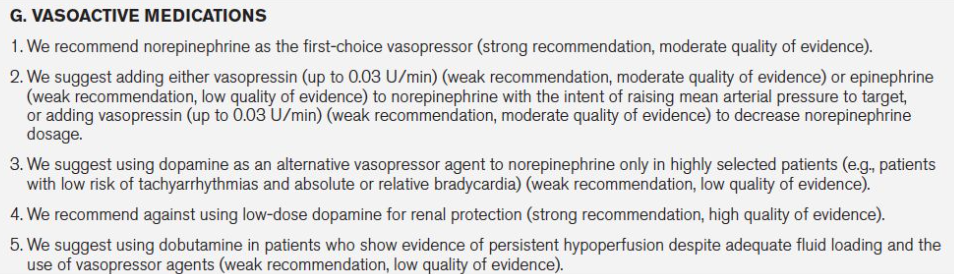 G. VASOACTIVE MEDICATIONS
1. We recommend norepinephrine as the first-choice vasopressor (strong recommendation, moderate quality of evidence).
2. We suggest adding either vasopressin (up to 0.03 U/min) (weak recommendation, moderate quality of evidence) or epinephrine
(weak recommendation, low quality of evidence) to norepinephrine with the intent of raising mean arterial pressure to target,
or adding vasopressin (up to 0.03 U/min) (weak recommendation, moderate quality of evidence) to decrease norepinephrine
dosage.
3. We suggest using dopamine as an alternative vasopressor agent to norepinephrine only in highly selected patients (e.g., patients
with low risk of tachyarrhythmias and absolute or relative bradycardia) (weak recommendation, low quality of evidence).
4. We recommend against using low-dose dopamine for renal protection (strong recommendation, high quality of evidence).
5. We suggest using dobutamine in patients who show evidence of persistent hypoperfusion despite adequate fluid loading and the
use of vasopressor agents (weak recommendation, low quality of evidence).